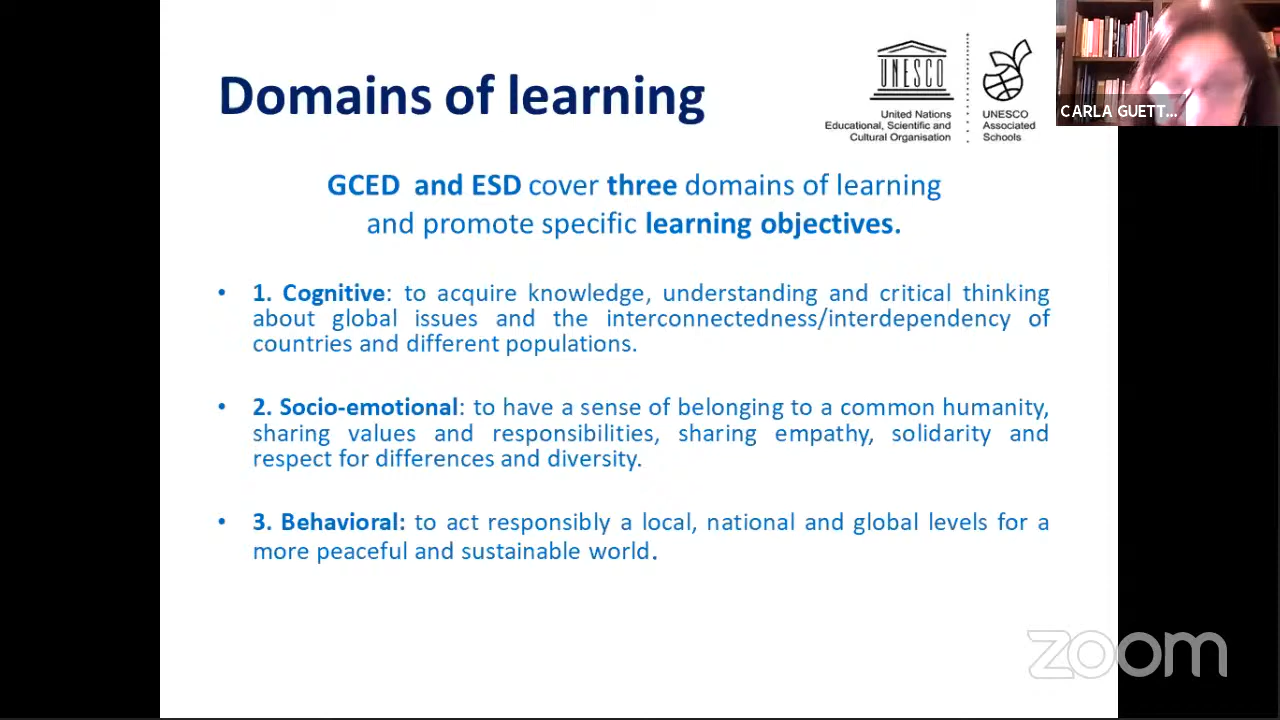 Domains of learning
UNESCO
United Nations
Educational, Scientific and
Cultural Organisation
UNESCO
Associated
Schools
CARLA GUETT...
GCED and ESD cover three domains of learning
and promote specific learning objectives.
• 1. Cognitive: to acquire knowledge, understanding and critical thinking
about global issues and the interconnectedness/interdependency of
countries and different populations.
• 2. Socio-emotional: to have a sense of belonging to a common humanity,
sharing values and responsibilities, sharing empathy, solidarity and
respect for differences and diversity.
• 3. Behavioral: to act responsibly a local, national and global levels for a
more peaceful and sustainable world.
zoom